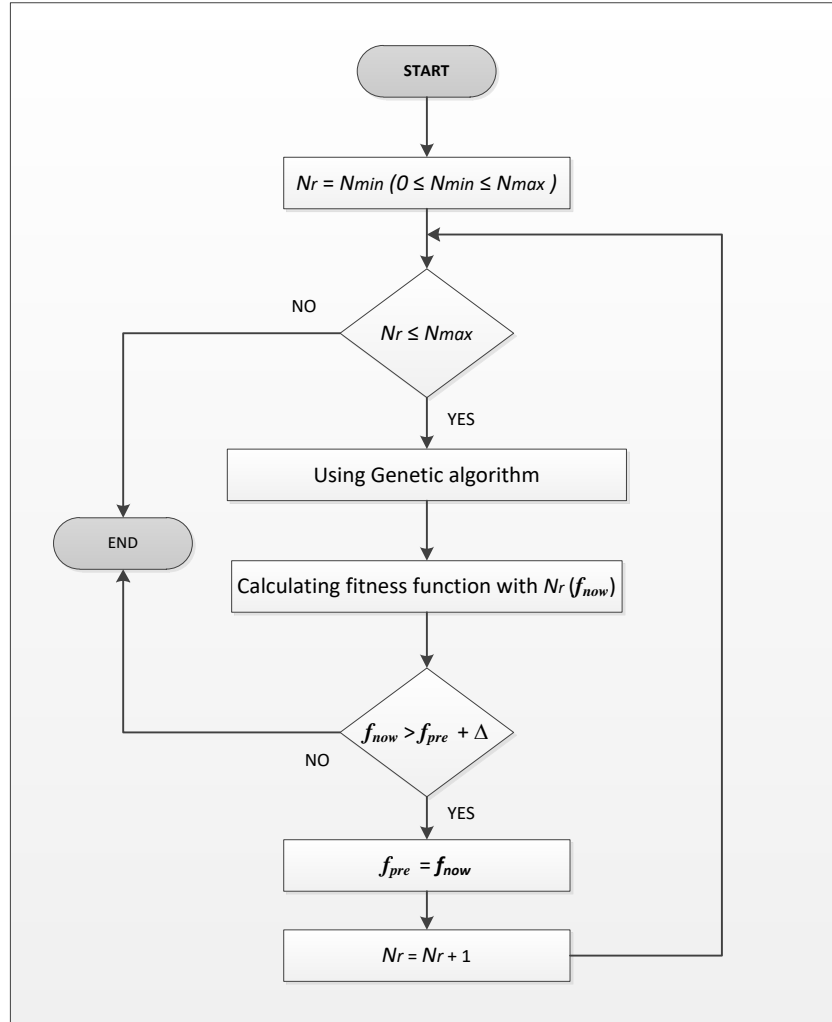 START
Nr = Nmin (0 ≤ Nmin ≤ Nmax )
NO
Nr ≤ Nmax
YES
Using Genetic algorithm
END
Calculating fitness function with Nr (fnow)
fnow > fpre + Δ
NO
YES
fpre = fnow
Nr = Nr + 1